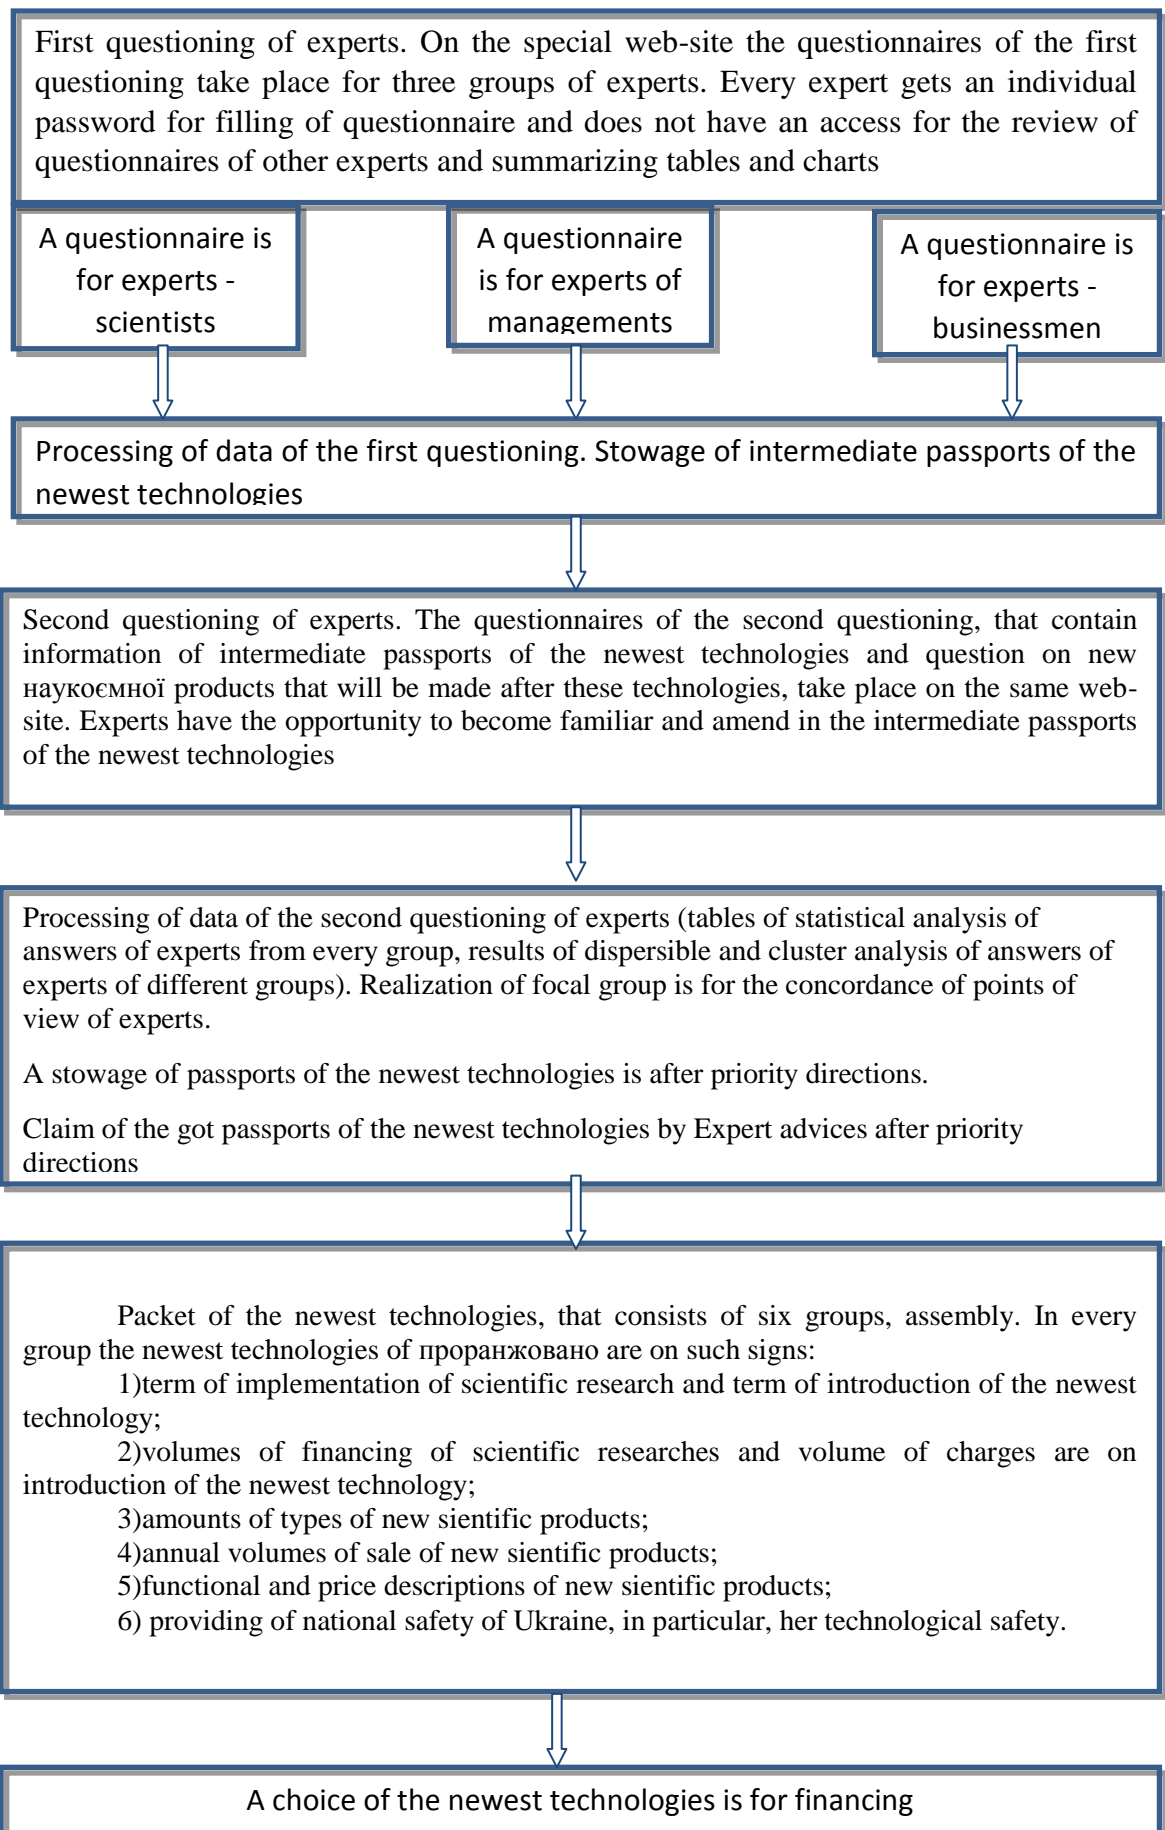 First questioning of experts. On the special web-site the questionnaires of the first
questioning take place for three groups of experts. Every expert gets an individual
password for filling of questionnaire and does not have an access for the review of
questionnaires of other experts and summarizing tables and charts
A questionnaire is
for experts -
scientists
A questionnaire
is for experts of
managements
A questionnaire is
for experts -
businessmen
Processing of data of the first questioning. Stowage of intermediate passports of the
newest technologies
Second questioning of experts. The questionnaires of the second questioning, that contain
information of intermediate passports of the newest technologies and question on new
наукоємної products that will be made after these technologies, take place on the same web-
site. Experts have the opportunity to become familiar and amend in the intermediate passports
of the newest technologies
Processing of data of the second questioning of experts (tables of statistical analysis of
answers of experts from every group, results of dispersible and cluster analysis of answers of
experts of different groups). Realization of focal group is for the concordance of points of
view of experts.
A stowage of passports of the newest technologies is after priority directions.
Claim of the got passports of the newest technologies by Expert advices after priority
directions
Packet of the newest technologies, that consists of six groups, assembly. In every
group the newest technologies of проранжовано are on such signs:
1)term of implementation of scientific research and term of introduction of the newest
technology;
2)volumes of financing of scientific researches and volume of charges are on
introduction of the newest technology;
3)amounts of types of new sientific products;
4)annual volumes of sale of new sientific products;
5)functional and price descriptions of new sientific products;
6) providing of national safety of Ukraine, in particular, her technological safety.
A choice of the newest technologies is for financing